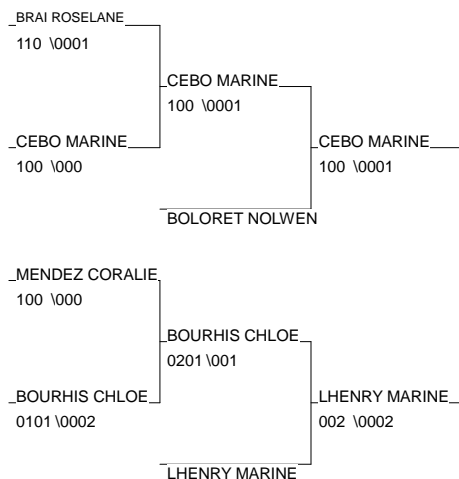 BRAI ROSELANE
110 \0001
CEBO MARINE
100 \0001
CEBO MARINE
100 \000
CEBO MARINE
100 \0001
BOLORET NOLWEN
MENDEZ CORALIE
100 \000
BOURHIS CHLOE
0201 \001
BOURHIS CHLOE
0101 \0002
LHENRY MARINE
002 \0002
LHENRY MARINE